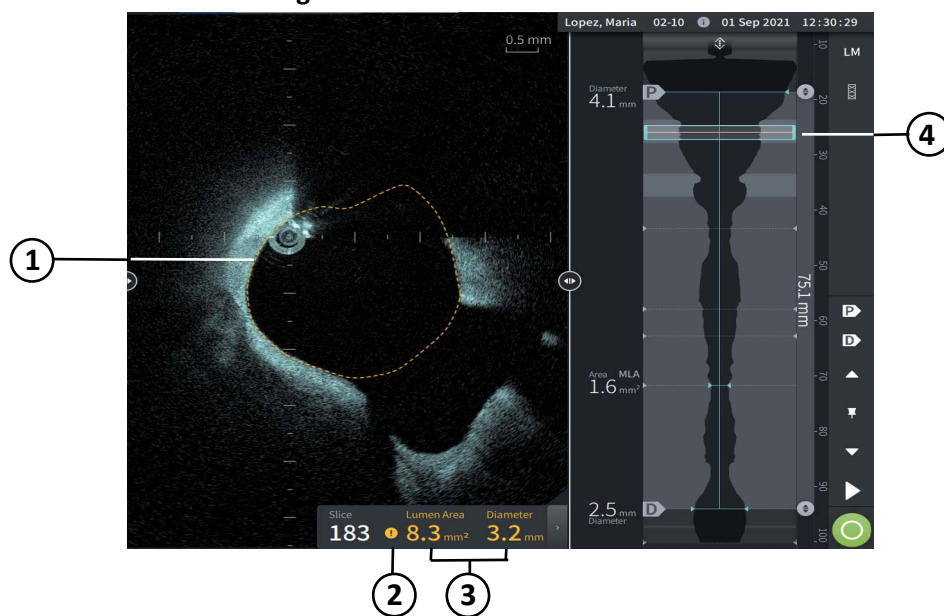 g
Lopez, Maria 02-10 i 01 Sep 2021 12:30:29
0.5 mm
10
LM
Diameter
4.1 mm
P
20
4
30
40
1
50
75.1 mm
P
60
D
70
Area MLA
1.6 mm²
80
90
2.5 mm
Diameter
D
100
Slice
183
!
Lumen Area
8.3 mm²
Diameter
3.2 mm
2
3